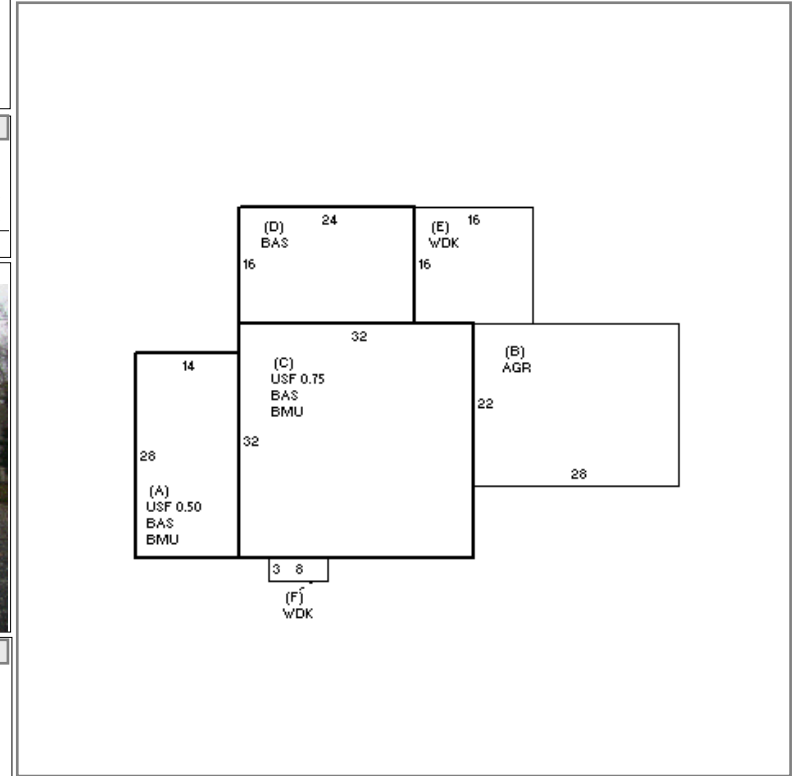 (D)
BAS
24
16
(E)
WDK
16
16
32
(C)
USF 0.75
BAS
BMU
32
(B)
AGR
22
28
14
28
(A)
USF 0.50
BAS
BMU
3 8
(F)
WDK